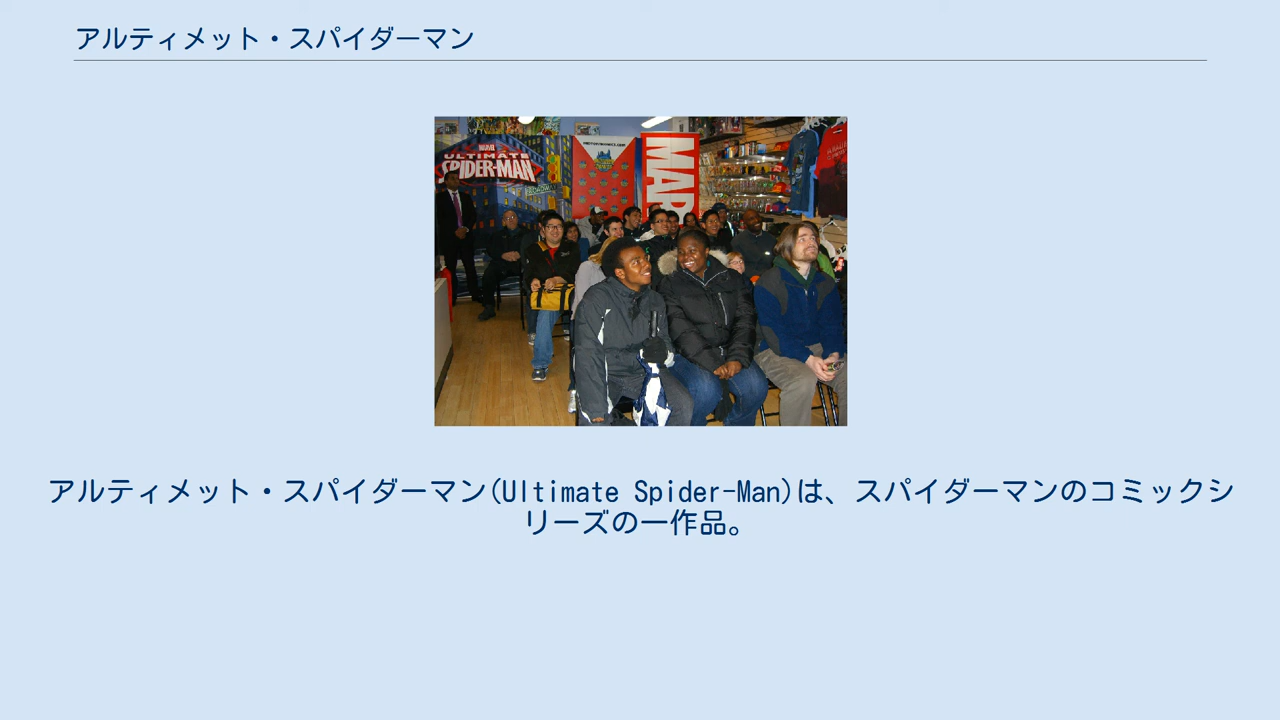 アルティメット・スパイダーマン
MARVEL
ULTIMATE
SPIDER-MAN
BROADWAY
アルティメット・スパイダーマン(Ultimate Spider-Man)は、スパイダーマンのコミックシ
リーズの一作品。